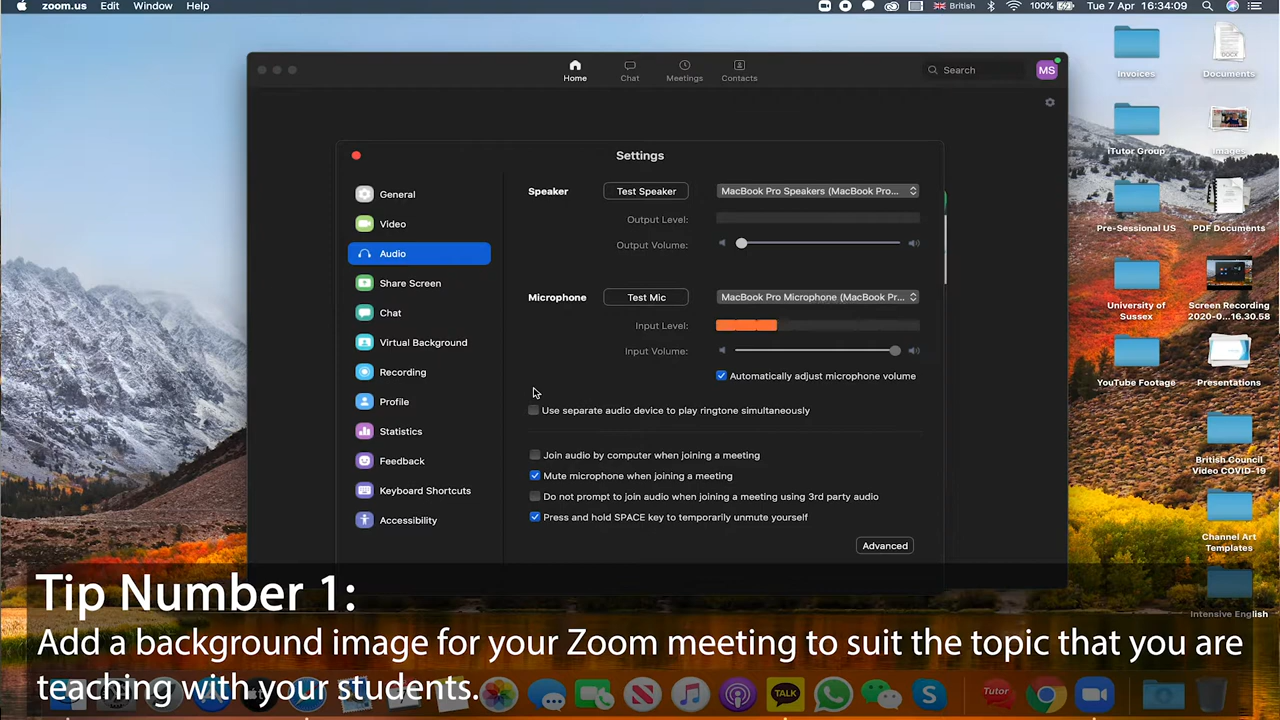 zoom.us Edit Window Help
British 100% Tue 7 Apr 16:34:09
Home Chat Meetings Contacts
Search MS
Invoices Documents
iTutor Group Images
Pre-Sessional US PDF Documents
University of Sussex
Screen Recording 2020-0...16.30.58
YouTube Footage Presentations
British Council Video COVID-19
Channel Art Templates
Intensive English
Settings
General
Video
Audio
Share Screen
Chat
Virtual Background
Recording
Profile
Statistics
Feedback
Keyboard Shortcuts
Accessibility
Speaker Test Speaker MacBook Pro Speakers (MacBook Pro...
Output Level:
Output Volume:
Microphone Test Mic MacBook Pro Microphone (MacBook Pr...
Input Level:
Input Volume:
Automatically adjust microphone volume
Use separate audio device to play ringtone simultaneously
Join audio by computer when joining a meeting
Mute microphone when joining a meeting
Do not prompt to join audio when joining a meeting using 3rd party audio
Press and hold SPACE key to temporarily unmute yourself
Advanced
Tip Number 1:
Add a background image for your Zoom meeting to suit the topic that you are
teaching with your students.
TALK
Tutor